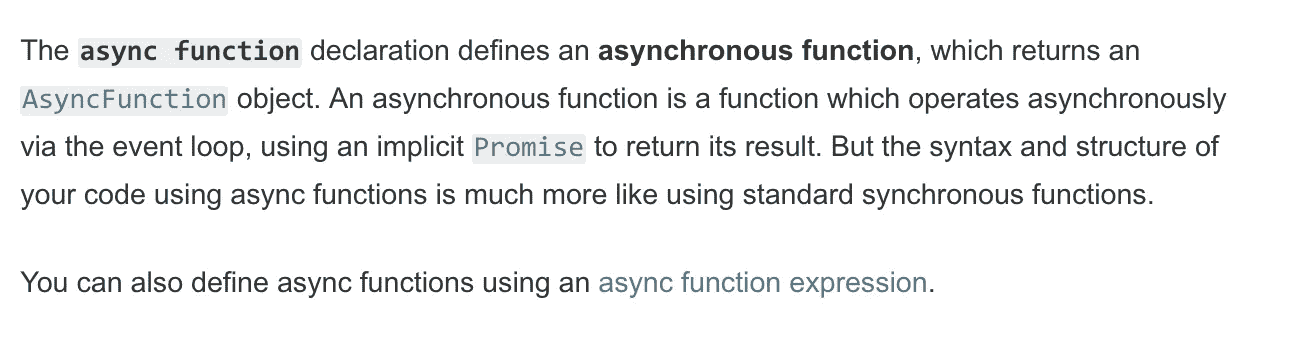 The async function declaration defines an asynchronous function, which returns an
AsyncFunction object. An asynchronous function is a function which operates asynchronously
via the event loop, using an implicit Promise to return its result. But the syntax and structure of
your code using async functions is much more like using standard synchronous functions.
You can also define async functions using an async function expression.